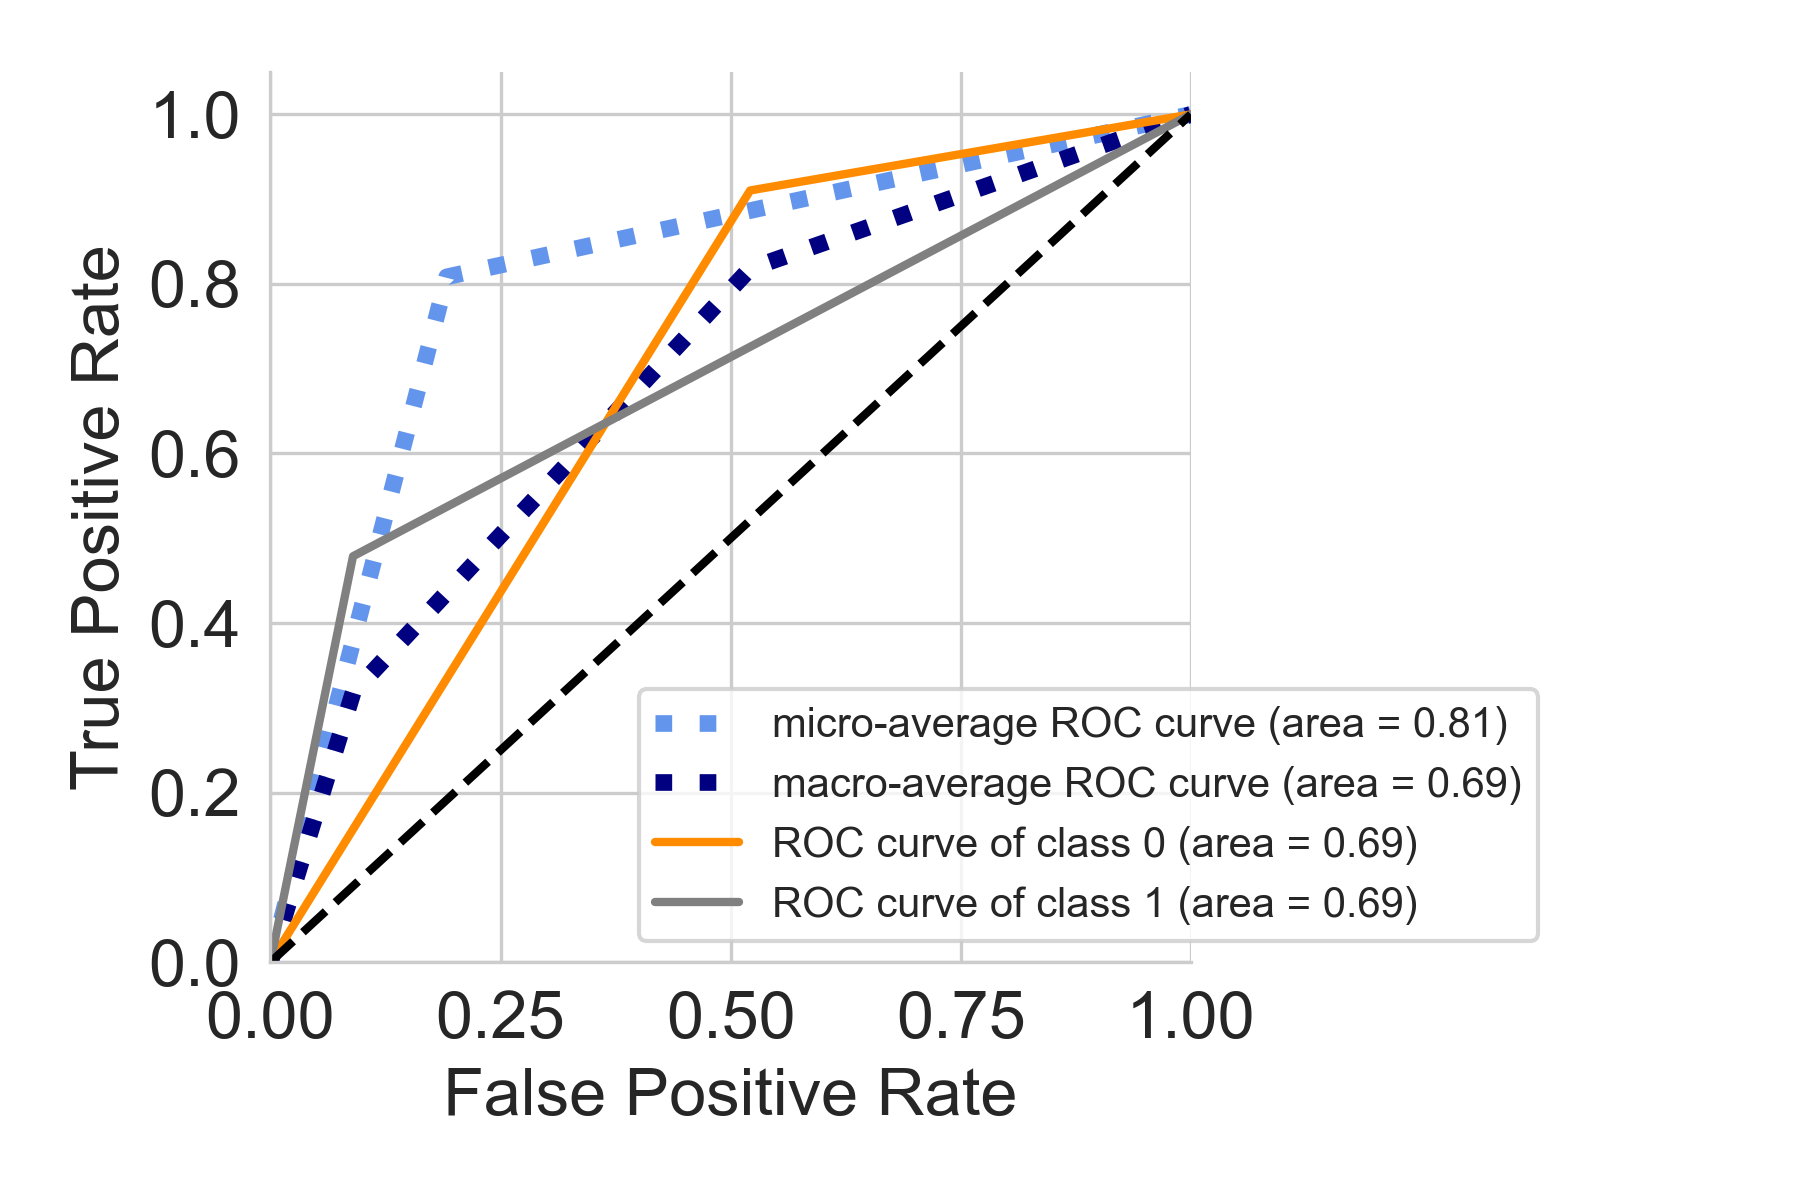 True Positive Rate
1.0
0.8
0.6
0.4
0.2
0.0
0.00 0.25 0.50 0.75 1.00
False Positive Rate
micro-average ROC curve (area = 0.81)
macro-average ROC curve (area = 0.69)
ROC curve of class 0 (area = 0.69)
ROC curve of class 1 (area = 0.69)